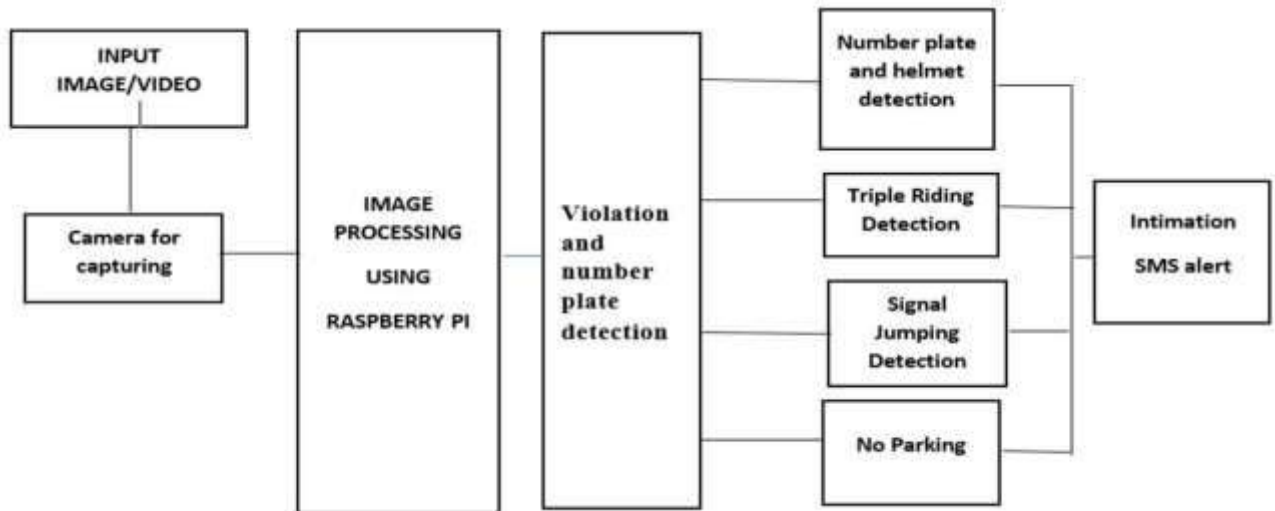 INPUT
IMAGE/VIDEO
Camera for
capturing
IMAGE
PROCESSING
USING
RASPBERRY PI
Violation
and
number
plate
detection
Number plate
and helmet
detection
Triple Riding
Detection
Signal
Jumping
Detection
No Parking
Intimation
SMS alert